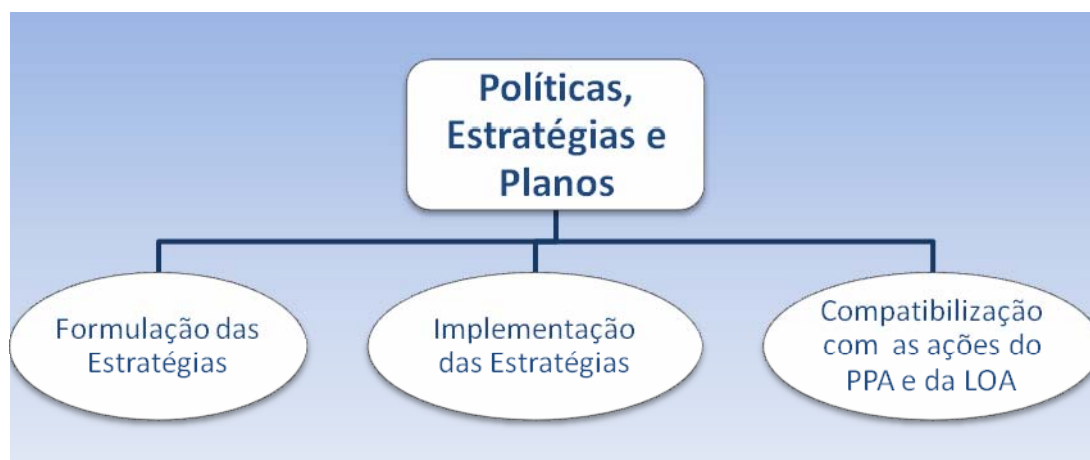 Políticas,
Estratégias e
Planos
Formulação das
Estratégias
Implementação
das Estratégias
Compatibilização
com as ações do
PPA e da LOA